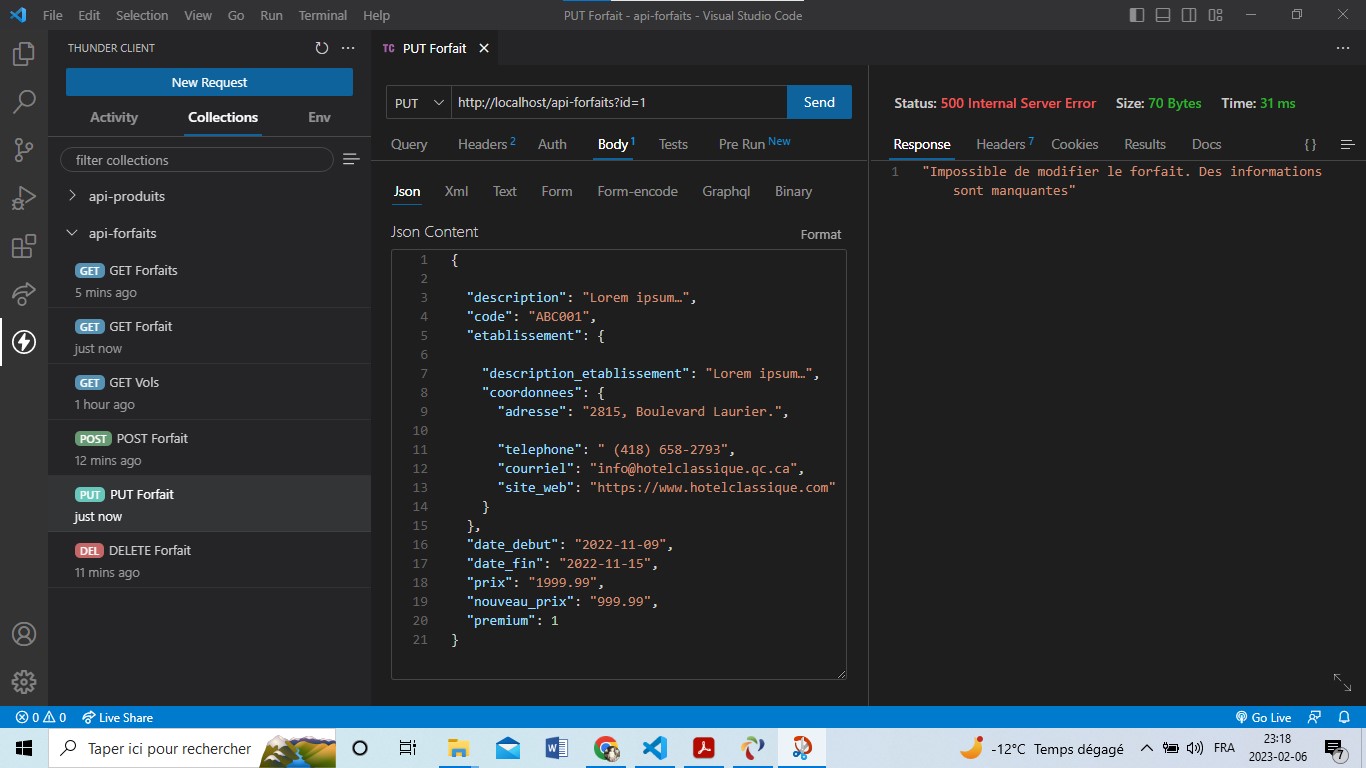 File Edit Selection View Go Run Terminal Help PUT Forfait - api-forfaits - Visual Studio Code
THUNDER CLIENT
New Request
Activity Collections Env
filter collections
api-produits
api-forfaits
GET GET Forfaits
5 mins ago
GET GET Forfait
just now
GET GET Vols
1 hour ago
POST POST Forfait
12 mins ago
PUT PUT Forfait
just now
DEL DELETE Forfait
11 mins ago
TC PUT Forfait
PUT http://localhost/api-forfaits?id=1 Send
Query Headers 2 Auth Body 1 Tests Pre Run New
Json Xml Text Form Form-encode Graphql Binary
Json Content Format
1 {
2
3 "description": "Lorem ipsum…",
4 "code": "ABC001",
5 "etablissement": {
6
7 "description_etablissement": "Lorem ipsum…",
8 "coordonnees": {
9 "adresse": "2815, Boulevard Laurier.",
10
11 "telephone": " (418) 658-2793",
12 "courriel": "info@hotelclassique.qc.ca",
13 "site_web": "https://www.hotelclassique.com"
14 }
15 },
16 "date_debut": "2022-11-09",
17 "date_fin": "2022-11-15",
18 "prix": "1999.99",
19 "nouveau_prix": "999.99",
20 "premium": 1
21 }
Status: 500 Internal Server Error Size: 70 Bytes Time: 31 ms
Response Headers 7 Cookies Results Docs { }
1 "Impossible de modifier le forfait. Des informations
sont manquantes"
0 0 Live Share Go Live
Taper ici pour rechercher -12°C Temps dégagé FRA 23:18
2023-02-06 7